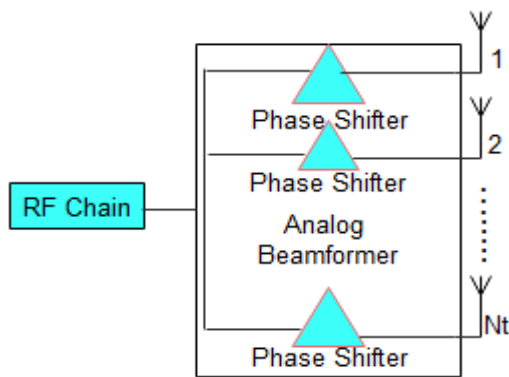 1
Phase Shifter
2
Phase Shifter
RF Chain
Analog
Beamformer
Nt
Phase Shifter